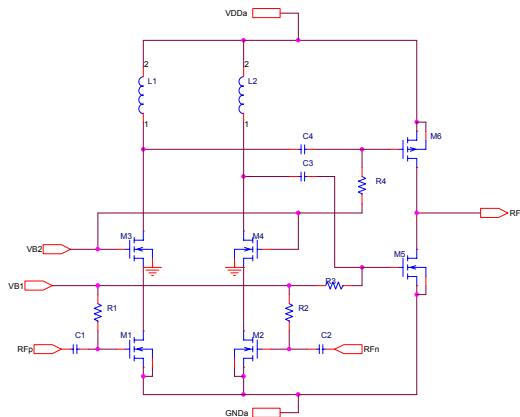 VDDa
2
2
L1
L2
1
1
C4
M6
C3
R4
RF
M3
M4
VB2
M5
VB1
R3
R1
R2
C1
M1
M2
C2
RFp
RFn
GNDa